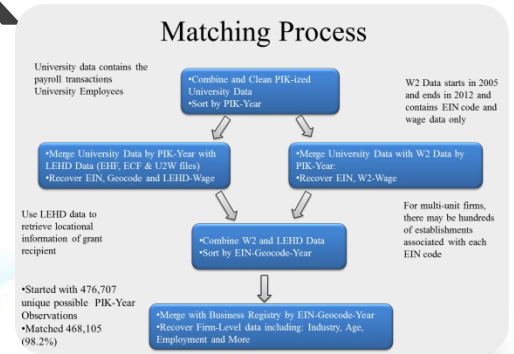 Matching Process
University data contains the
payroll transactions
University Employees
•Combine and Clean PIK-ized
University Data
•Sort by PIK-Year
W2 Data starts in 2005
and ends in 2012 and
contains EIN code and
wage data only
•Merge University Data by PIK-Year with
LEHD Data (EHF, ECF & U2W files)
•Recover EIN, Geocode and LEHD-Wage
•Merge University Data with W2 Data by
PIK-Year:
•Recover EIN, W2-Wage
Use LEHD data to
retrieve locational
information of grant
recipient
•Combine W2 and LEHD Data
•Sort by EIN-Geocode-Year
For multi-unit firms,
there may be hundreds
of establishments
associated with each
EIN code
•Started with 476,707
unique possible PIK-Year
Observations
•Matched 468,105
(98.2%)
•Merge with Business Registry by EIN-Geocode-Year
•Recover Firm-Level data including: Industry, Age,
Employment and More